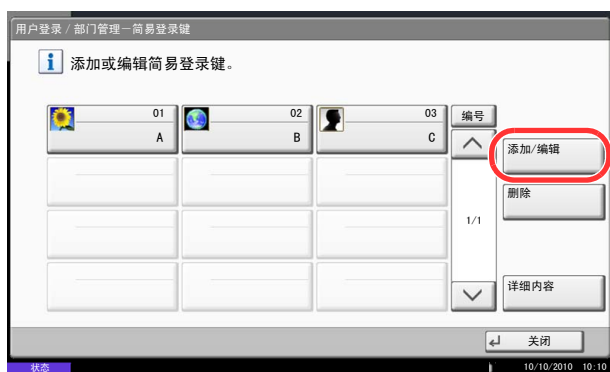 用户登录 / 部门管理－简易登录键
添加或编辑简易登录键。
01 02 03 编号
A B C
添加/编辑
删除
1/1
详细内容
关闭
状态 10/10/2010 10:10